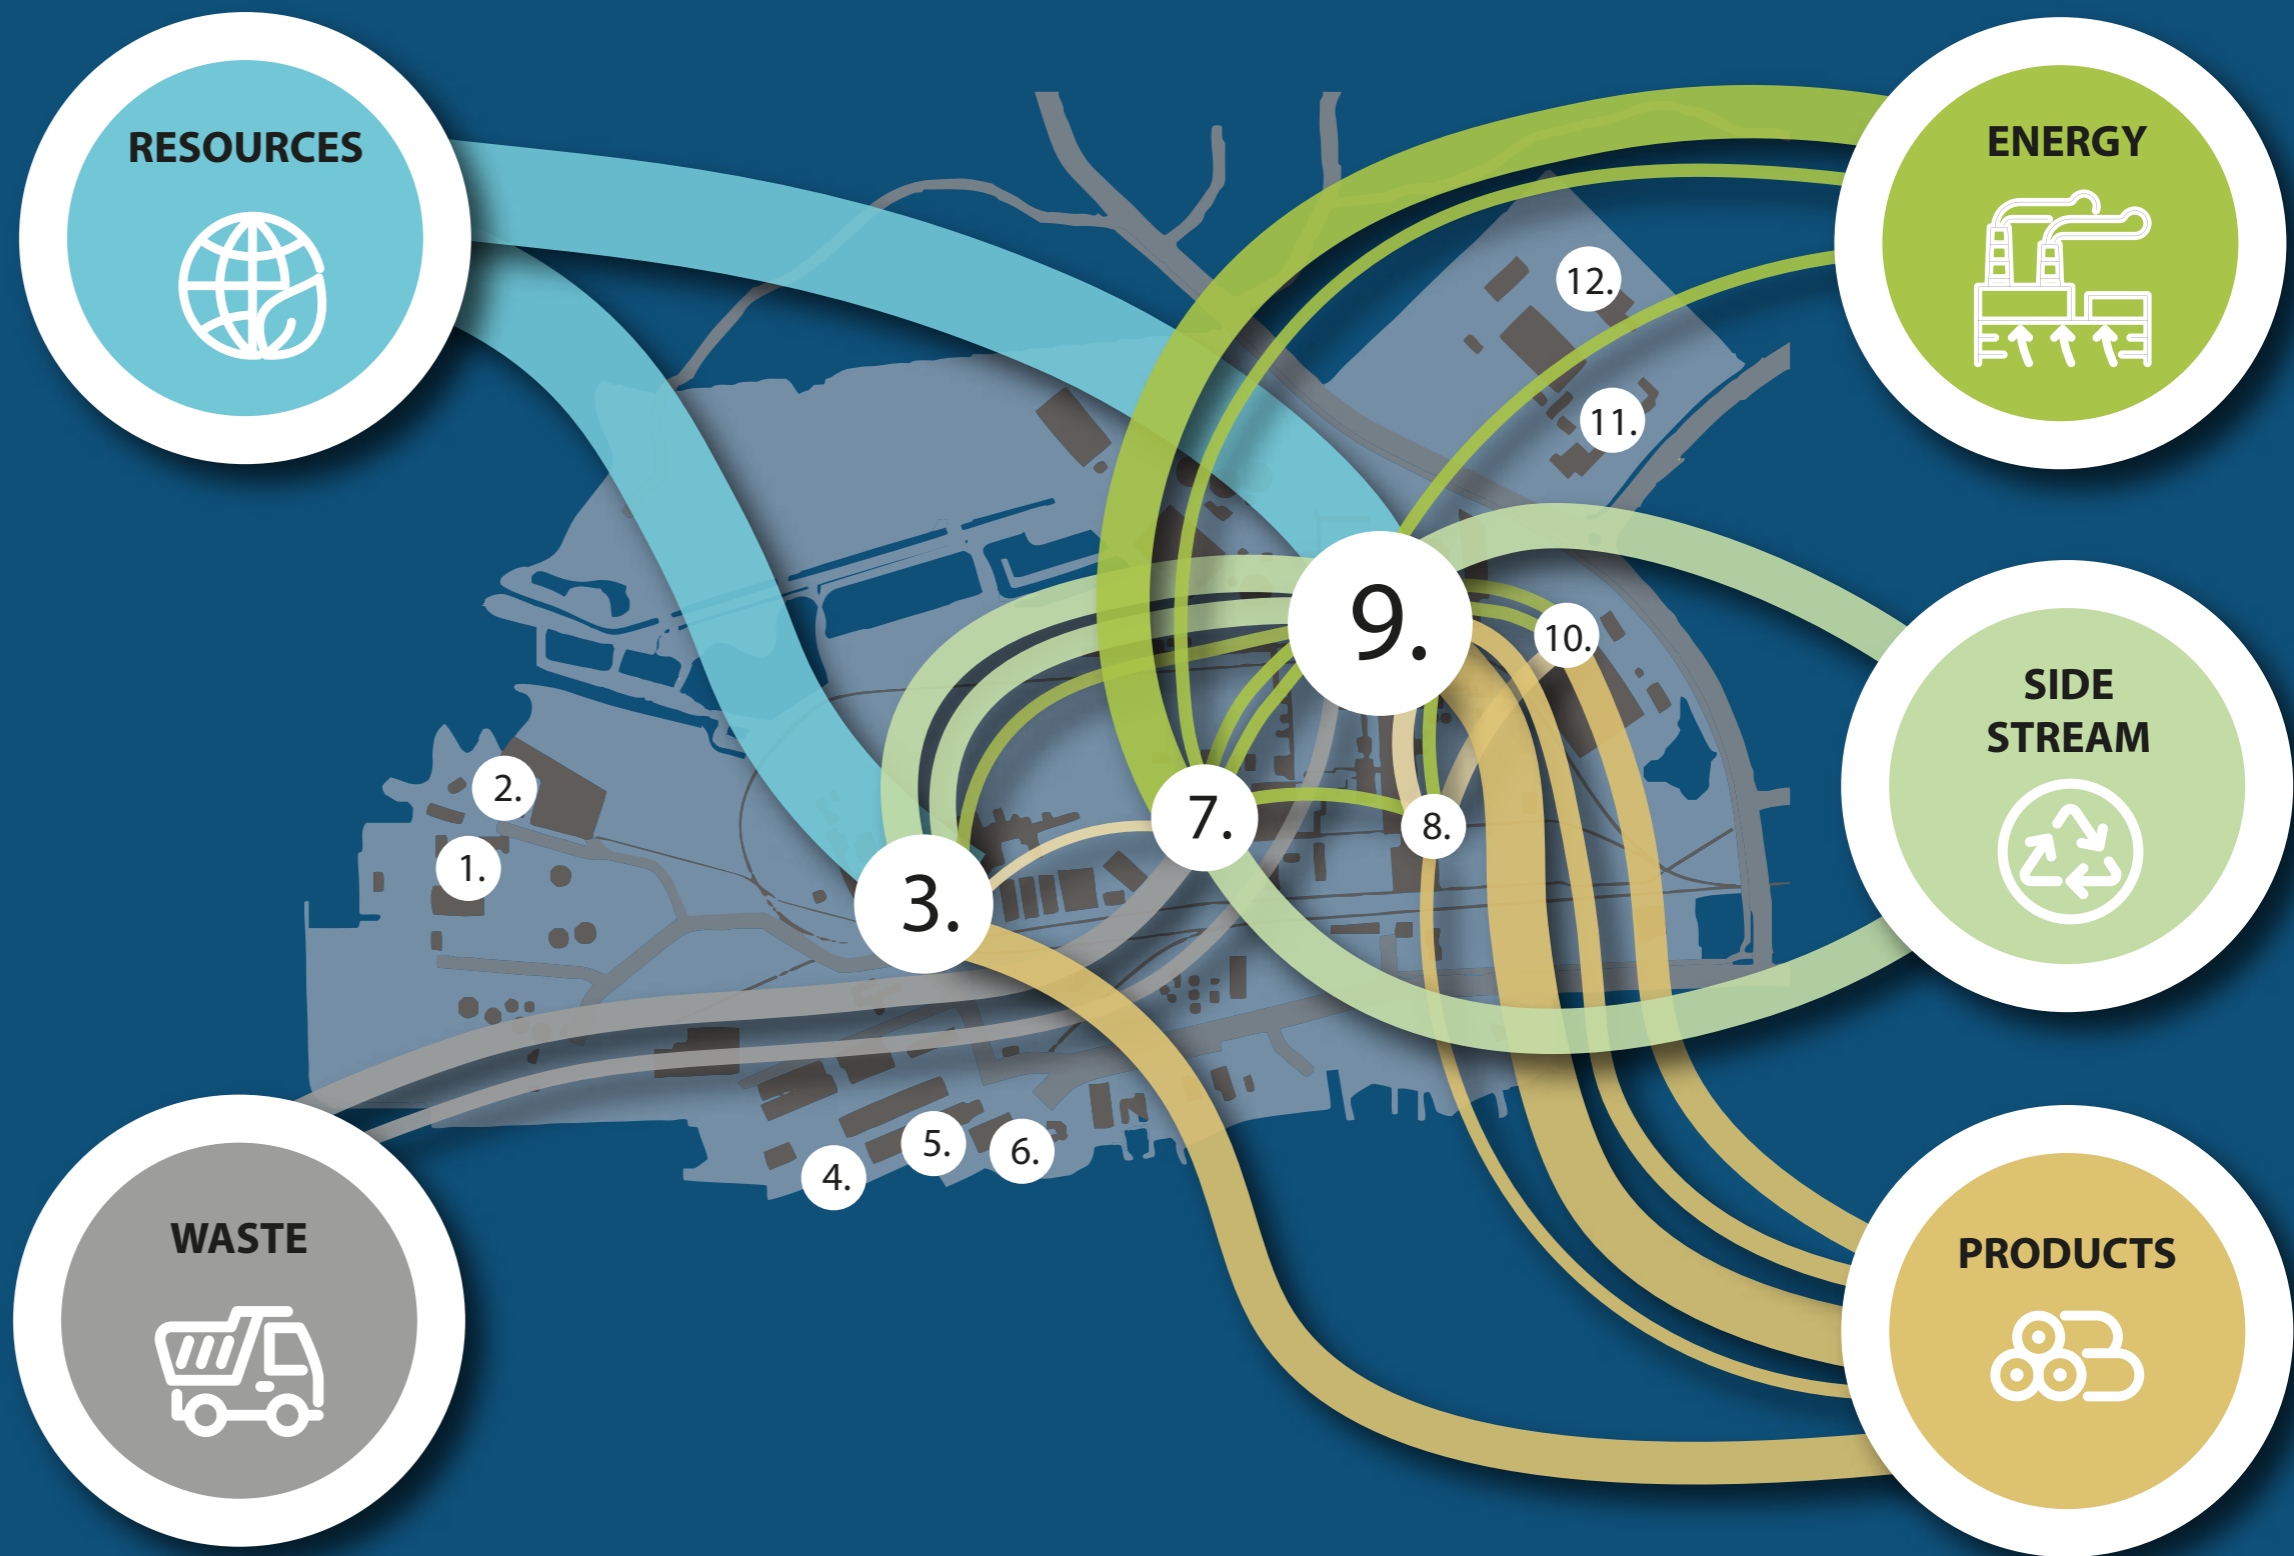 RESOURCES
ENERGY
12.
11.
9.
10.
SIDE
STREAM
2.
7.
8.
1.
3.
5.
6.
4.
WASTE
PRODUCTS